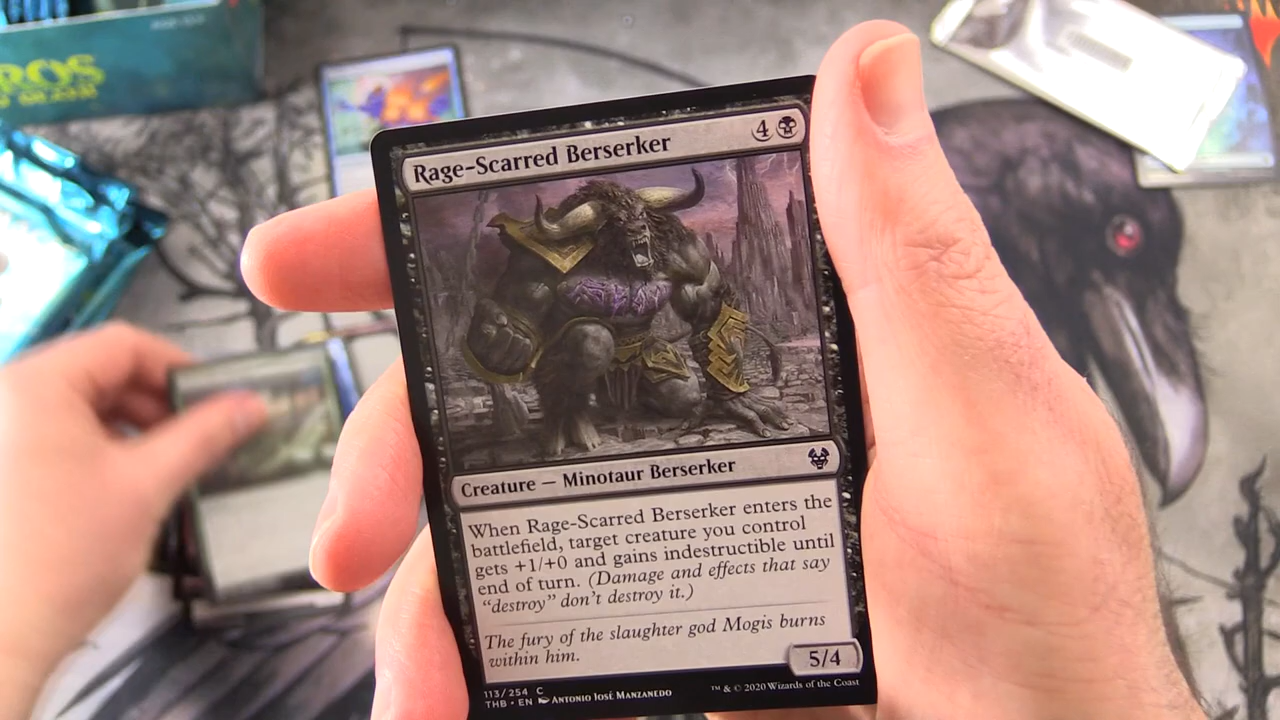 ROS
Rage-Scarred Berserker
4
Creature — Minotaur Berserker
When Rage-Scarred Berserker enters the
battlefield, target creature you control
gets +1/+0 and gains indestructible until
end of turn. (Damage and effects that say
"destroy" don't destroy it.)
The fury of the slaughter god Mogis burns
within him.
5/4
113/254 C
THB • EN Antonio José Manzanedo
™ & © 2020 Wizards of the Coast